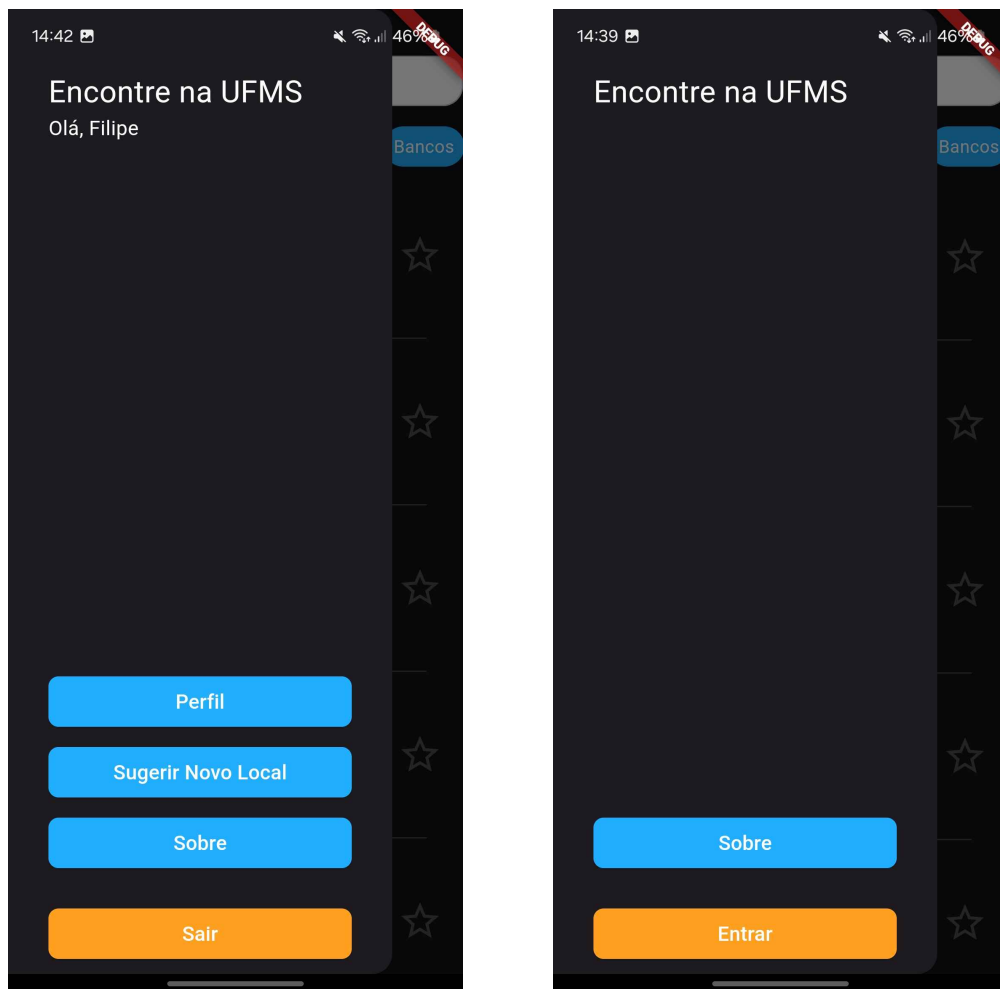 14:42 46% DEBUG
Encontre na UFMS
Olá, Filipe
Bancos
Perfil
Sugerir Novo Local
Sobre
Sair
14:39 46% DEBUG
Encontre na UFMS
Bancos
Sobre
Entrar